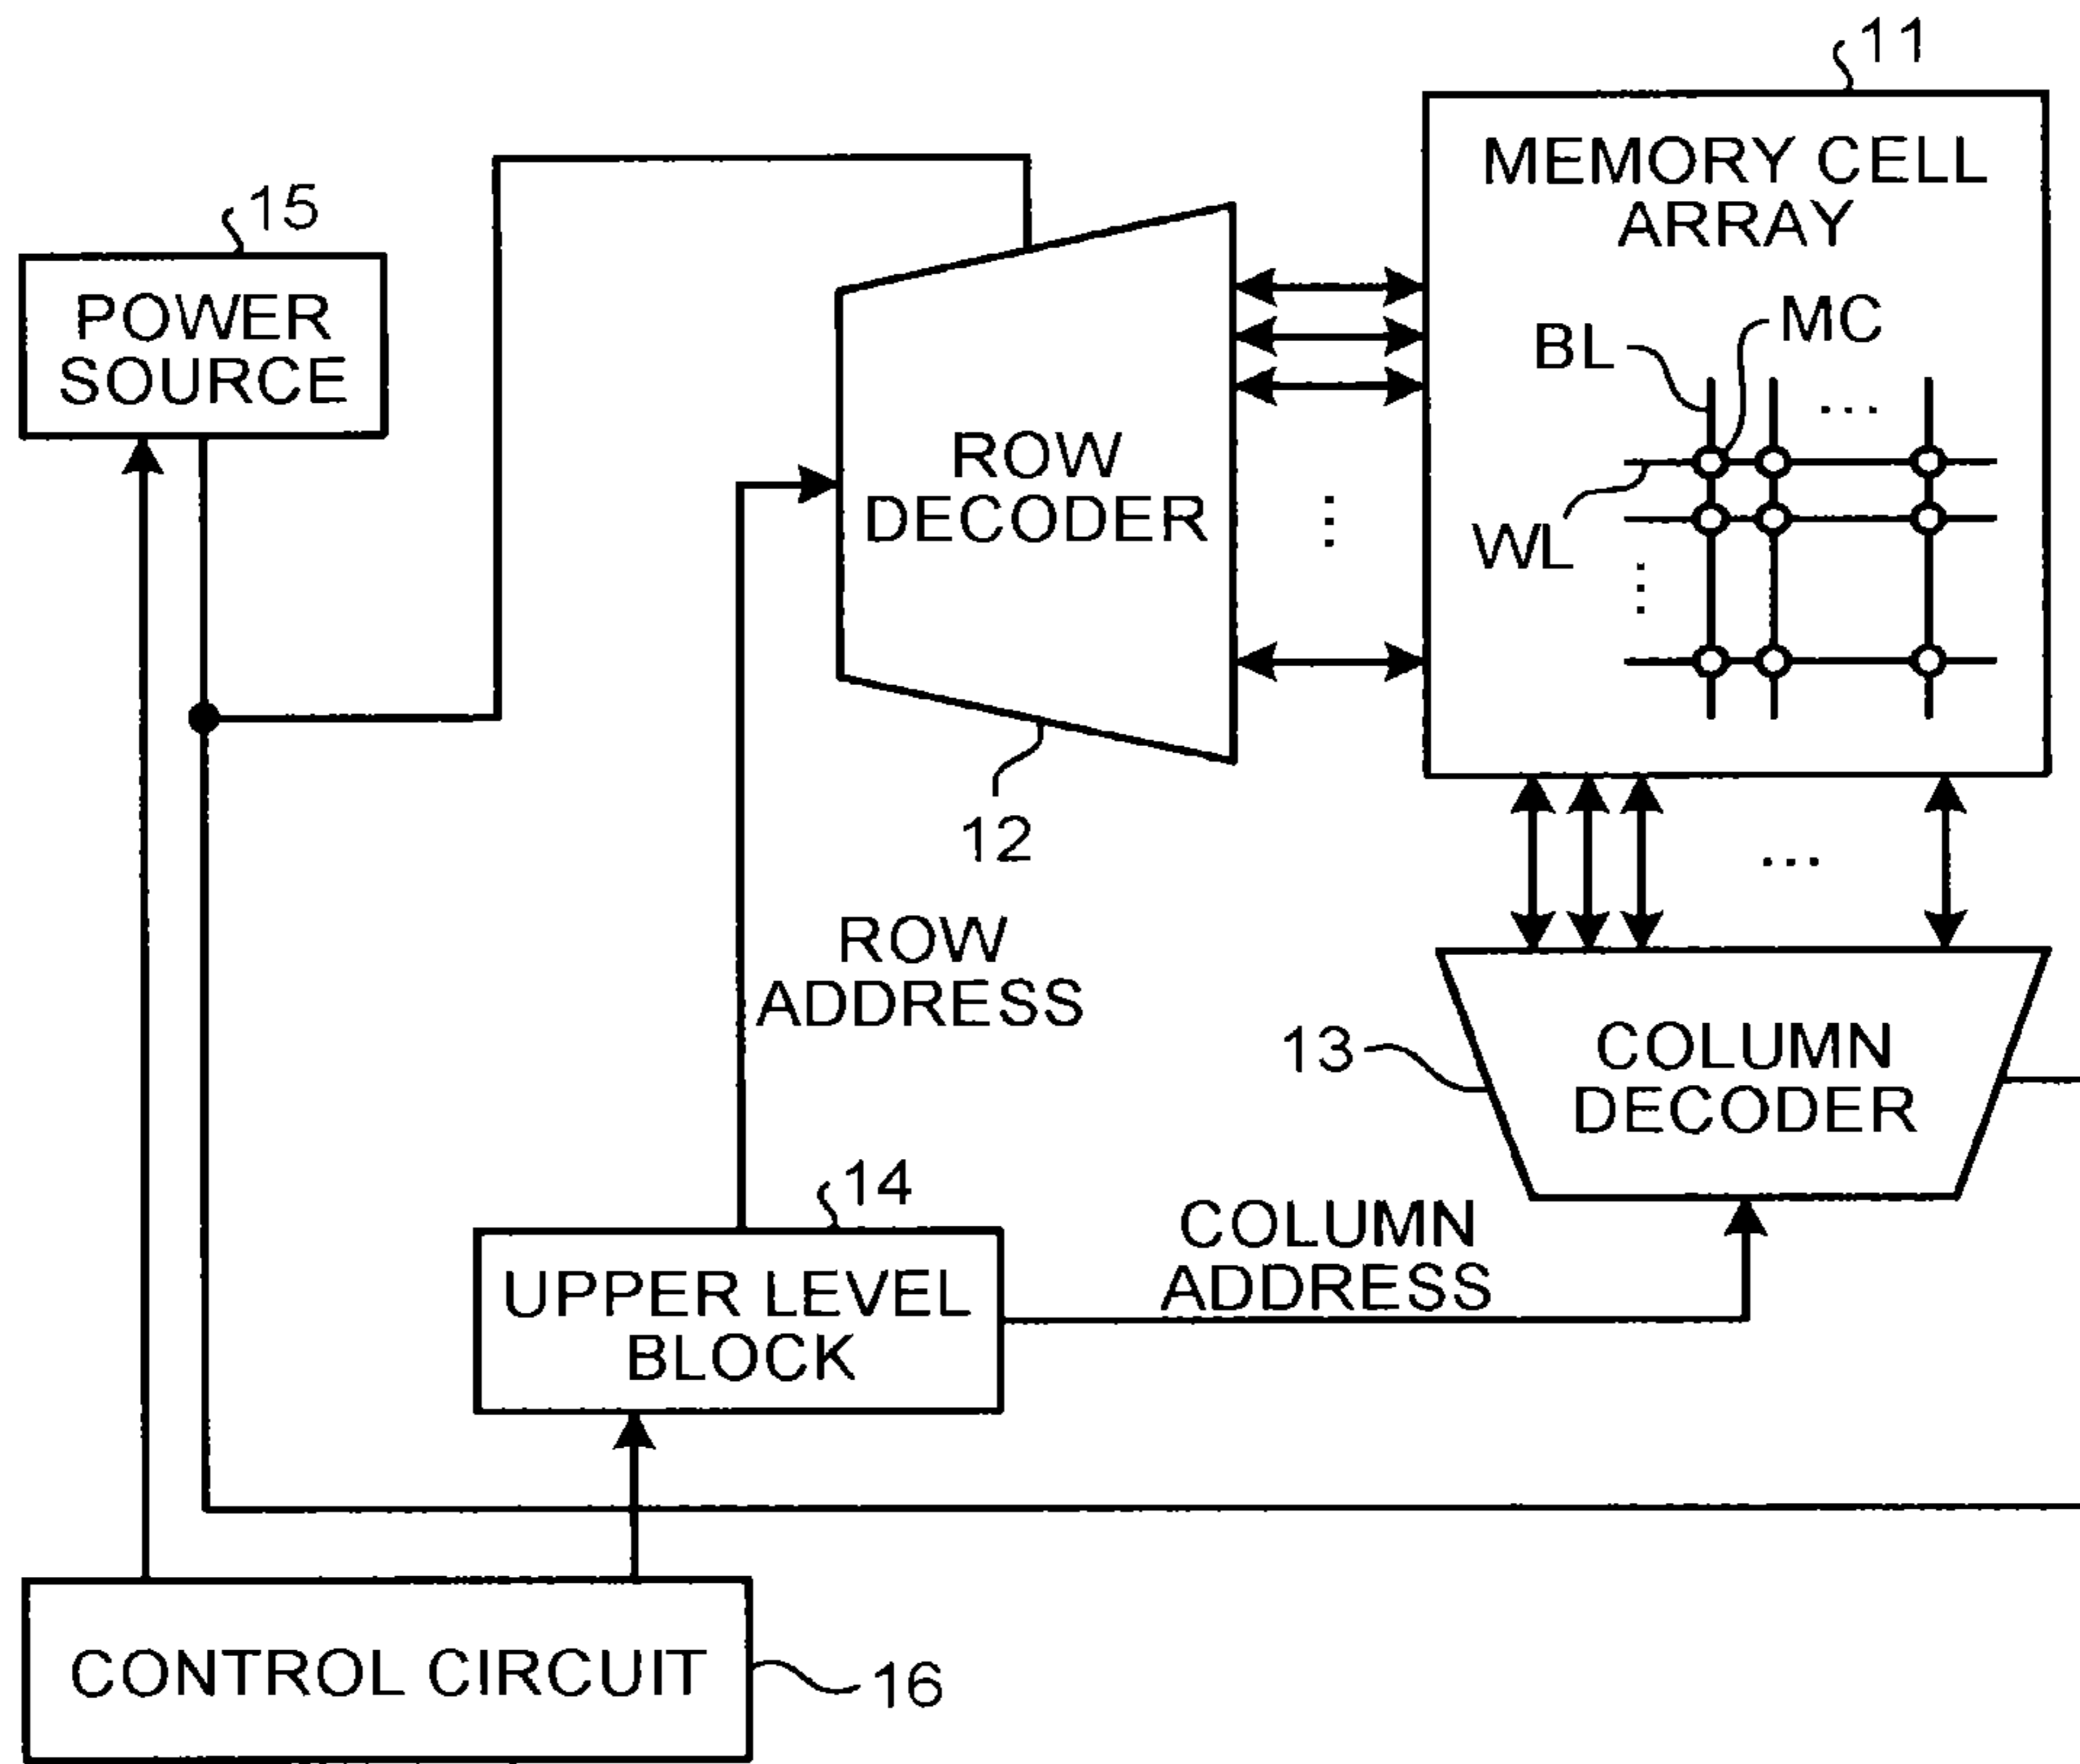 11
MEMORY CELL
ARRAY
15
POWER
SOURCE
MC
BL
...
ROW
DECODER
WL
12
...
ROW
ADDRESS
13
COLUMN
DECODER
14
COLUMN
ADDRESS
UPPER LEVEL
BLOCK
CONTROL CIRCUIT
16